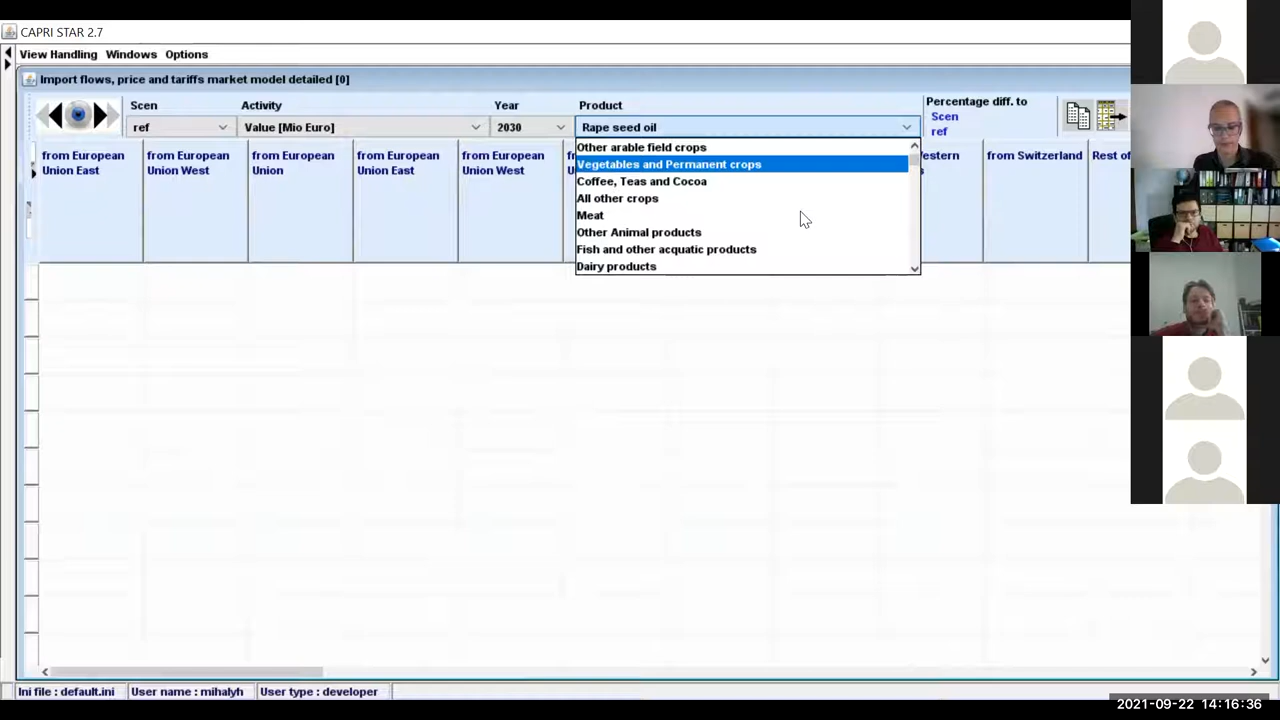 CAPRI STAR 2.7
View Handling Windows Options
Import flows, price and tariffs market model detailed [0]
Scen Activity Year Product Percentage diff. to
Scen
ref
ref Value [Mio Euro] 2030 Rape seed oil
from European Union East
from European Union West
from European Union
from European Union East
from European Union West
from Switzerland
Rest of
Other arable field crops
Vegetables and Permanent crops
Coffee, Teas and Cocoa
All other crops
Meat
Other Animal products
Fish and other acquatic products
Dairy products
Ini file : default.ini User name : mihalyh User type : developer
2021-09-22 14:16:36